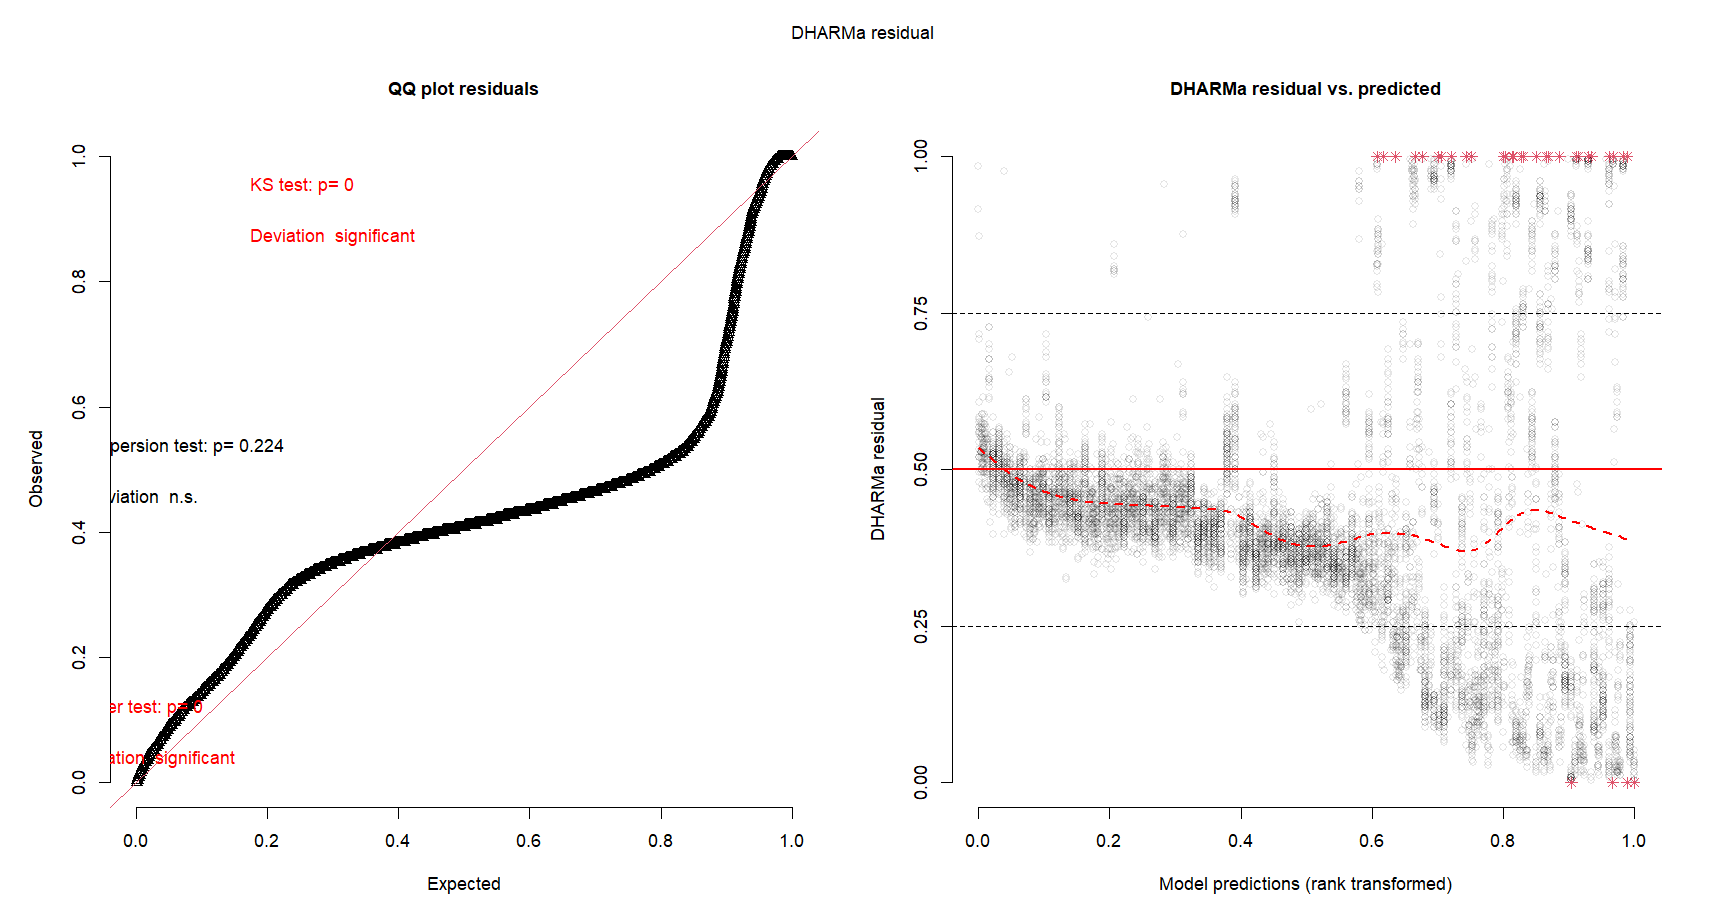 DHARMa residual
QQ plot residuals
KS test: p= 0
Deviation significant
persion test: p= 0.224
viation n.s.
er test: p= 0
ation significant
Observed
0.0 0.2 0.4 0.6 0.8 1.0
0.0 0.2 0.4 0.6 0.8 1.0
Expected
DHARMa residual vs. predicted
DHARMa residual
0.00 0.25 0.50 0.75 1.00
0.0 0.2 0.4 0.6 0.8 1.0
Model predictions (rank transformed)